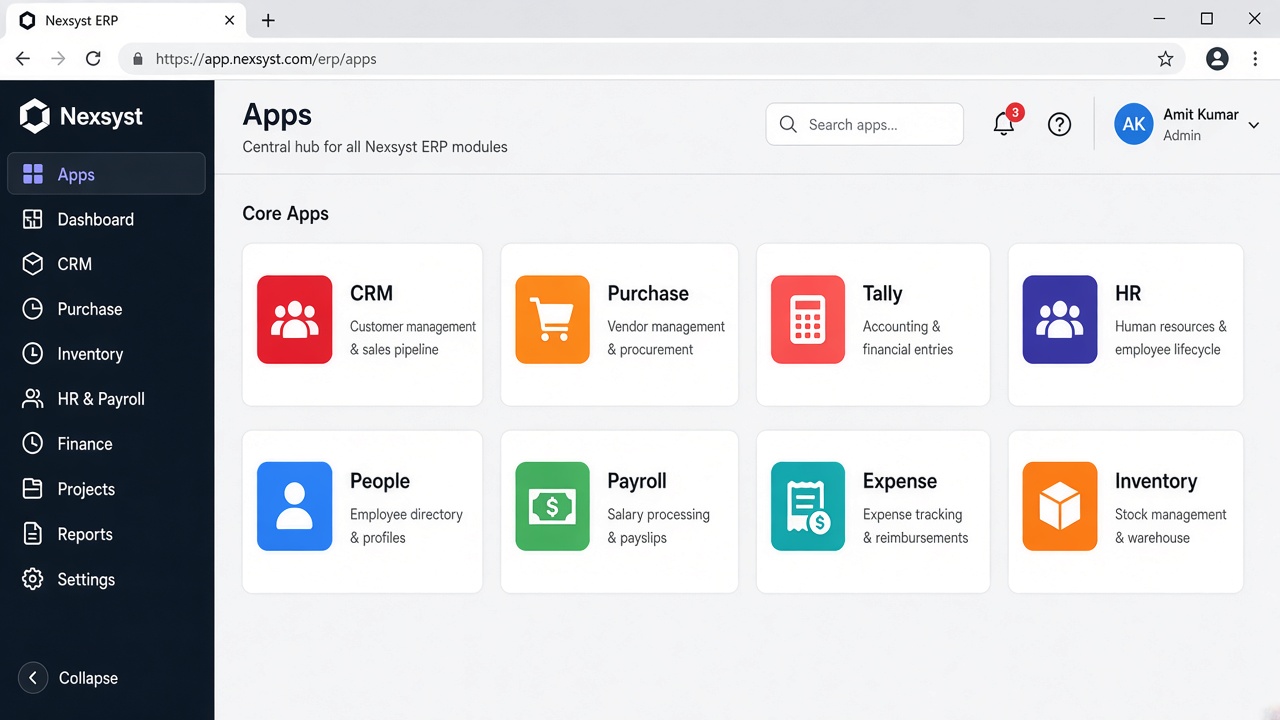 Nexsyst ERP
https://app.nexsyst.com/erp/apps
Nexsyst
Apps
Dashboard
CRM
Purchase
Inventory
HR & Payroll
Finance
Projects
Reports
Settings
Collapse
Apps
Central hub for all Nexsyst ERP modules
Search apps...
3
AK
Amit Kumar
Admin
Core Apps
CRM
Customer management
& sales pipeline
Purchase
Vendor management
& procurement
Tally
Accounting &
financial entries
HR
Human resources &
employee lifecycle
People
Employee directory
& profiles
Payroll
$
Salary processing
& payslips
Expense
$
Expense tracking
& reimbursements
Inventory
Stock management
& warehouse